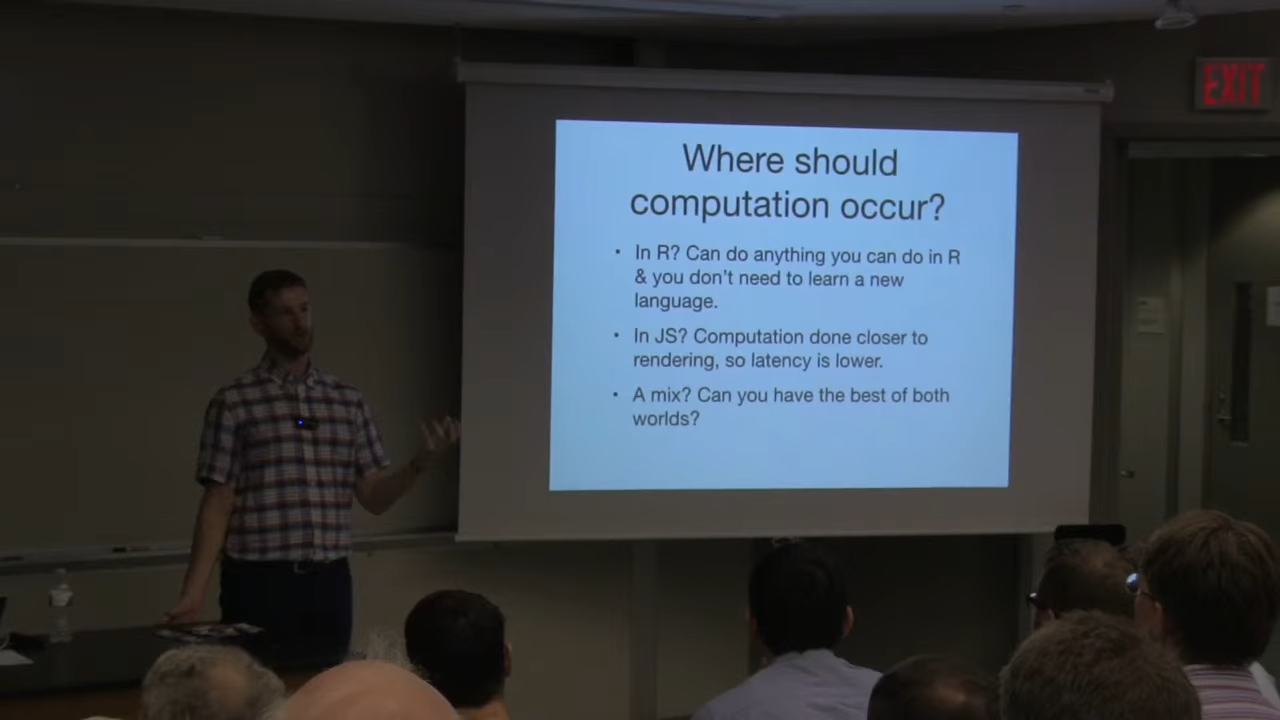 Where should
computation occur?
· In R? Can do anything you can do in R
& you don't need to learn a new
language.
· In JS? Computation done closer to
rendering, so latency is lower.
· A mix? Can you have the best of both
worlds?
EXIT